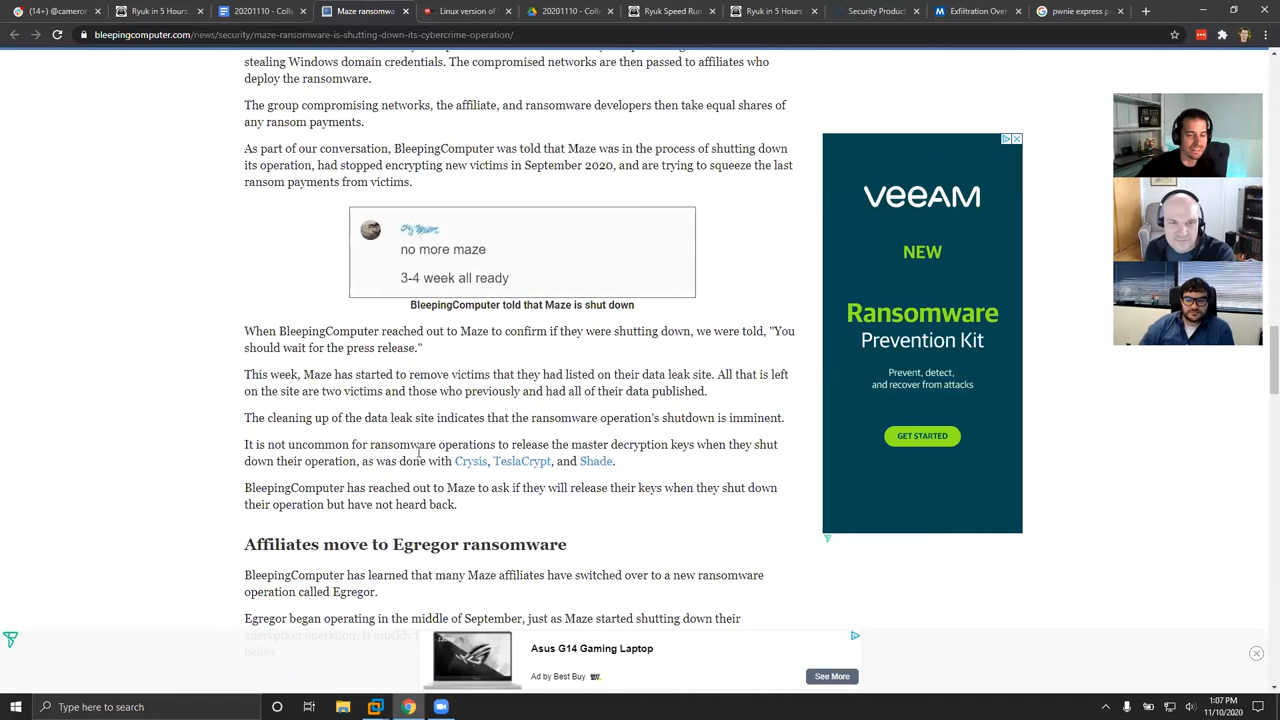 (14+) @cameron
Ryuk in 5 Hours
20201110 - Colle
Maze Ransomwa
Linux version of
20201110 - Colle
Ryuk Speed Run
Ryuk in 5 Hours
Security Product
Exfiltration Over
pwnie express p
bleepingcomputer.com/news/security/maze-ransomware-is-shutting-down-its-cybercrime-operation/
stealing Windows domain credentials. The compromised networks are then passed to affiliates who
deploy the ransomware.
The group compromising networks, the affiliate, and ransomware developers then take equal shares of
any ransom payments.
As part of our conversation, BleepingComputer was told that Maze was in the process of shutting down
its operation, had stopped encrypting new victims in September 2020, and are trying to squeeze the last
ransom payments from victims.
no more maze
3-4 week all ready
BleepingComputer told that Maze is shut down
When BleepingComputer reached out to Maze to confirm if they were shutting down, we were told, "You
should wait for the press release."
This week, Maze has started to remove victims that they had listed on their data leak site. All that is left
on the site are two victims and those who previously and had all of their data published.
The cleaning up of the data leak site indicates that the ransomware operation's shutdown is imminent.
It is not uncommon for ransomware operations to release the master decryption keys when they shut
down their operation, as was done with Crysis, TeslaCrypt, and Shade.
BleepingComputer has reached out to Maze to ask if they will release their keys when they shut down
their operation but have not heard back.
Affiliates move to Egregor ransomware
BleepingComputer has learned that many Maze affiliates have switched over to a new ransomware
operation called Egregor.
Egregor began operating in the middle of September, just as Maze started shutting down their
encryption operation. It quickly
below
VEEAM
NEW
Ransomware
Prevention Kit
Prevent, detect,
and recover from attacks
GET STARTED
Asus G14 Gaming Laptop
Ad by Best Buy
See More
Type here to search
1:07 PM
11/10/2020